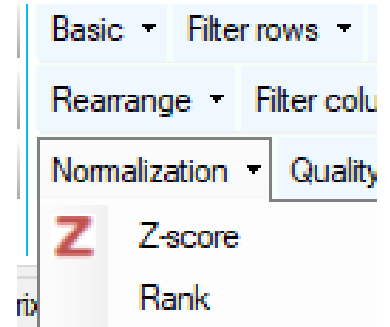 Basic Filter rows
Rearrange Filter colu
Normalization Quality
Z Z-score
rix Rank